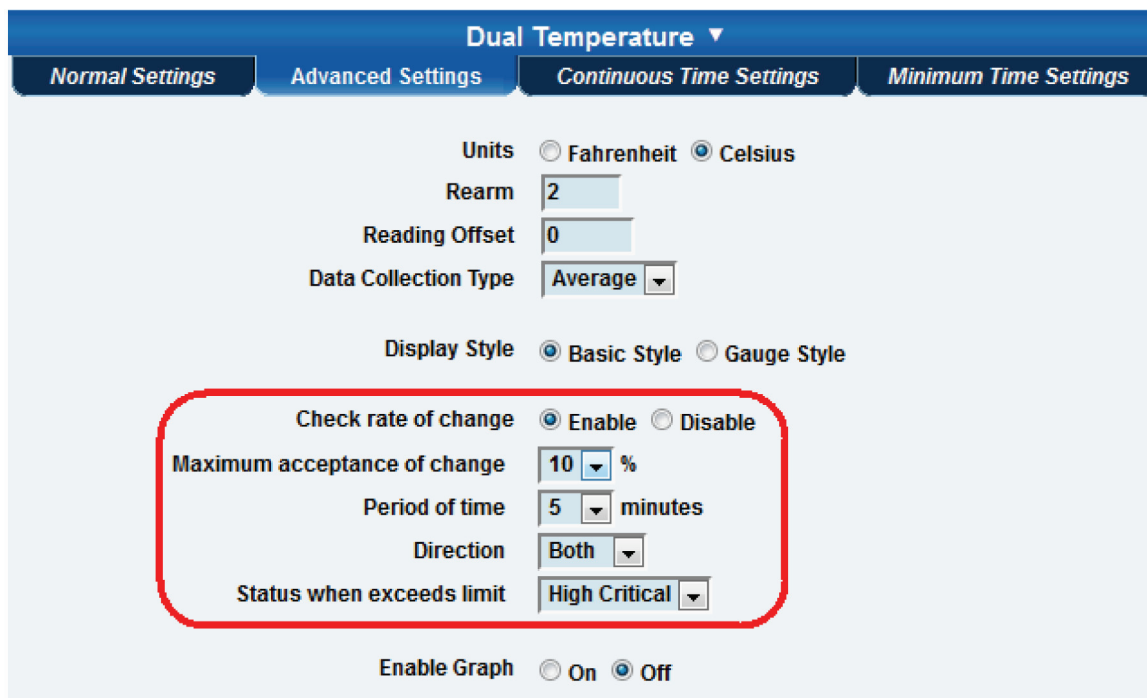 Dual Temperature ▼
Normal Settings Advanced Settings Continuous Time Settings Minimum Time Settings
Units Fahrenheit Celsius
Rearm 2
Reading Offset 0
Data Collection Type Average
Display Style Basic Style Gauge Style
Check rate of change Enable Disable
Maximum acceptance of change 10 %
Period of time 5 minutes
Direction Both
Status when exceeds limit High Critical
Enable Graph On Off